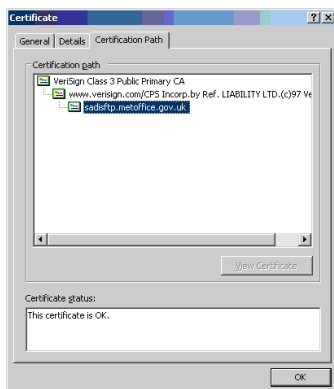 Certificate
General
Details
Certification Path
Certification path
VeriSign Class 3 Public Primary CA
www.verisign.com/CPS Incorp.by Ref. LIABILITY LTD.(c)97 Ve
sadisftp.metoffice.gov.uk
View Certificate
Certificate status:
This certificate is OK.
OK